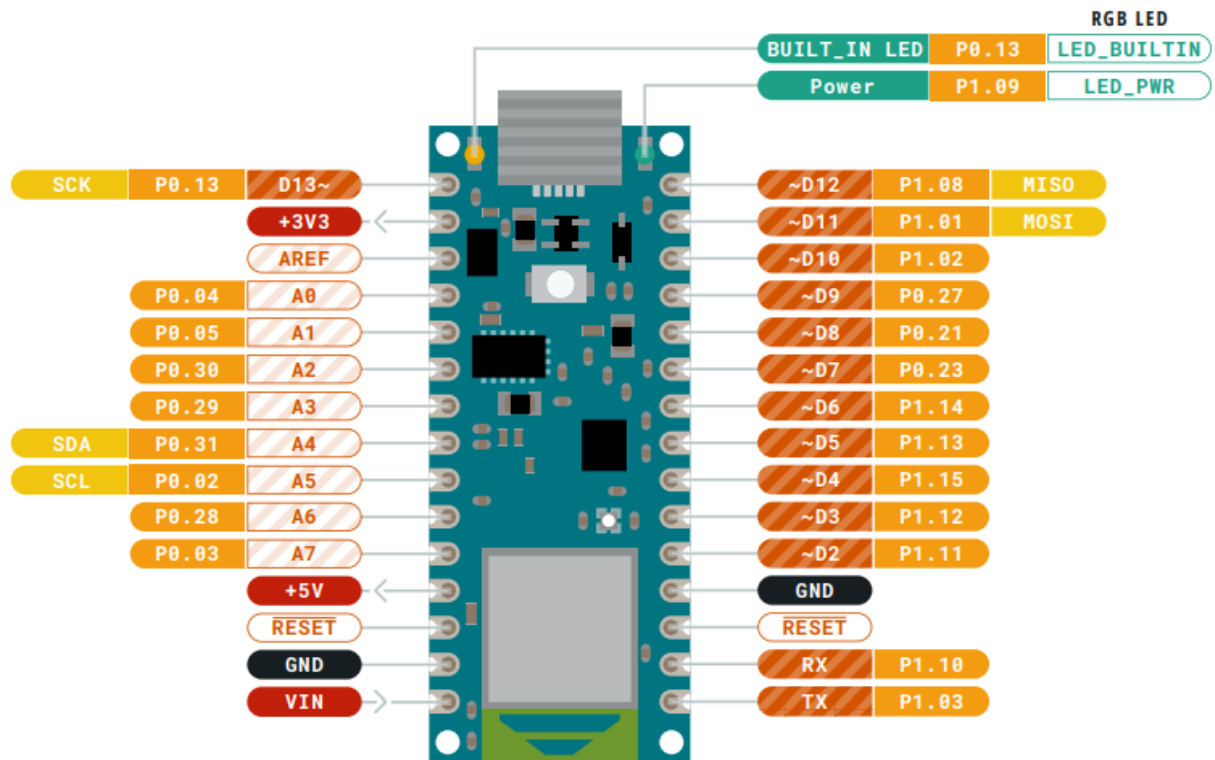 RGB LED
BUILT_IN LED P0.13 LED_BUILTIN
Power P1.09 LED_PWR
SCK P0.13 D13~
+3V3
AREF
P0.04 A0
P0.05 A1
P0.30 A2
P0.29 A3
SDA P0.31 A4
SCL P0.02 A5
P0.28 A6
P0.03 A7
+5V
RESET
GND
VIN
~D12 P1.08 MISO
~D11 P1.01 MOSI
~D10 P1.02
~D9 P0.27
~D8 P0.21
~D7 P0.23
~D6 P1.14
~D5 P1.13
~D4 P1.15
~D3 P1.12
~D2 P1.11
GND
RESET
RX P1.10
TX P1.03